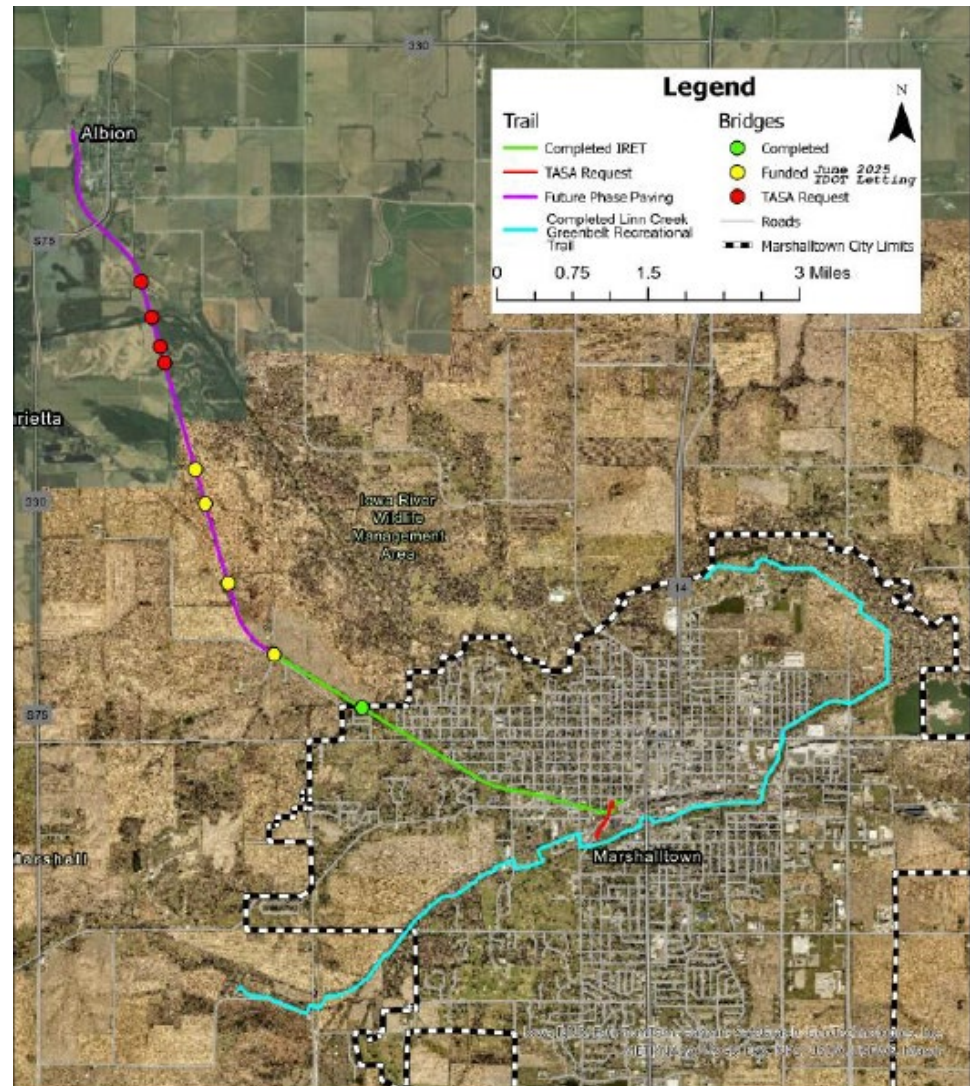 330
Legend
N
Trail
Bridges
Completed IRET
Completed
TASA Request
Funded June 2025
IDOT Letting
Future Phase Paving
TASA Request
Completed Linn Creek
Greenbelt Recreational
Trail
Roads
Marshalltown City Limits
0 0.75 1.5 3 Miles
Albion
S75
rrietta
330
Iowa River
Wildlife
Management
Area
14
S75
Marshall
Marshalltown